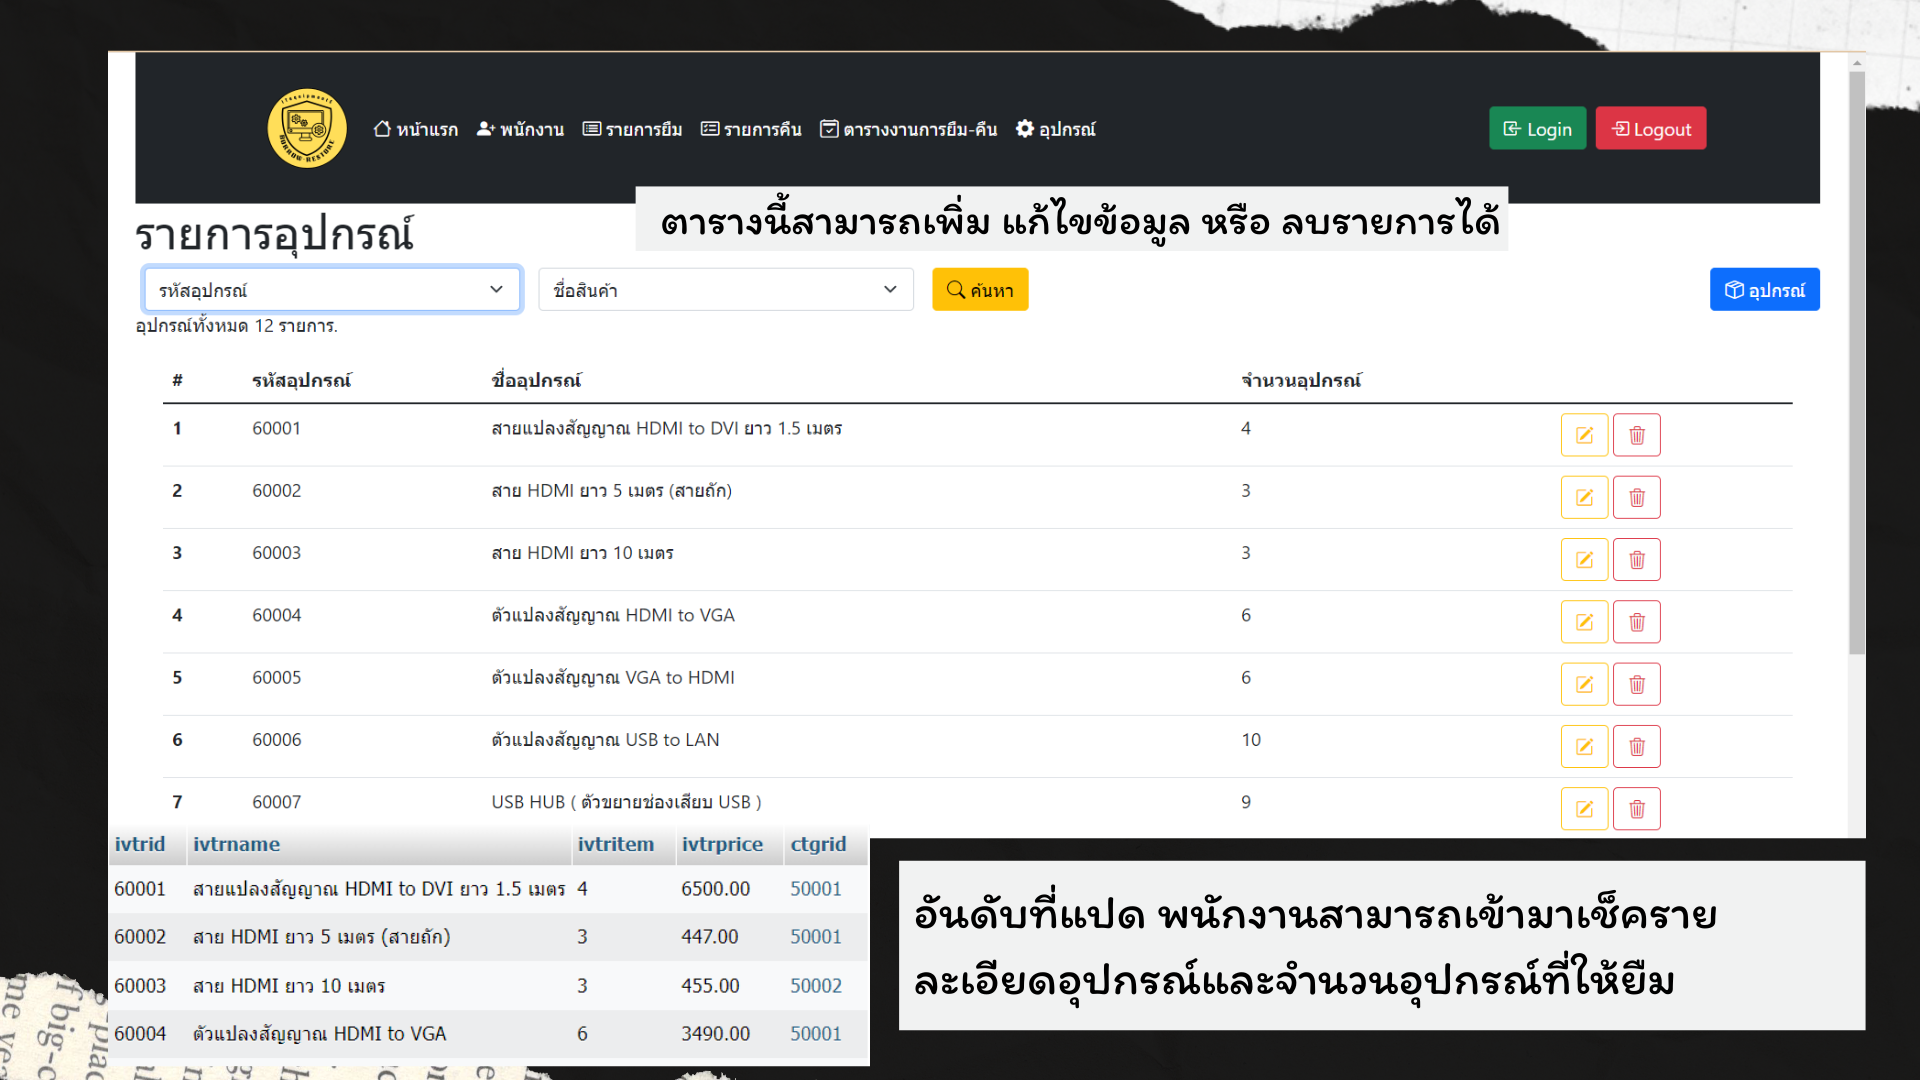 หน้าแรก พนักงาน รายการยืม รายการคืน ตารางงานการยืม-คืน อุปกรณ์ Login Logout
BORROW-RESTORE
ตารางนี้สามารถเพิ่ม แก้ไขข้อมูล หรือ ลบรายการได้
รายการอุปกรณ์
รหัสอุปกรณ์ ชื่อสินค้า ค้นหา อุปกรณ์
อุปกรณ์ทั้งหมด 12 รายการ.
# รหัสอุปกรณ์ ชื่ออุปกรณ์ จำนวนอุปกรณ์
1 60001 สายแปลงสัญญาณ HDMI to DVI ยาว 1.5 เมตร 4
2 60002 สาย HDMI ยาว 5 เมตร (สายถัก) 3
3 60003 สาย HDMI ยาว 10 เมตร 3
4 60004 ตัวแปลงสัญญาณ HDMI to VGA 6
5 60005 ตัวแปลงสัญญาณ VGA to HDMI 6
6 60006 ตัวแปลงสัญญาณ USB to LAN 10
7 60007 USB HUB ( ตัวขยายช่องเสียบ USB ) 9
ivtrid ivtrname ivtritem ivtrprice ctgrid
60001 สายแปลงสัญญาณ HDMI to DVI ยาว 1.5 เมตร 4 6500.00 50001
60002 สาย HDMI ยาว 5 เมตร (สายถัก) 3 447.00 50001
60003 สาย HDMI ยาว 10 เมตร 3 455.00 50002
60004 ตัวแปลงสัญญาณ HDMI to VGA 6 3490.00 50001
อันดับที่แปด พนักงานสามารถเข้ามาเช็คราย
ละเอียดอุปกรณ์และจำนวนอุปกรณ์ที่ให้ยืม